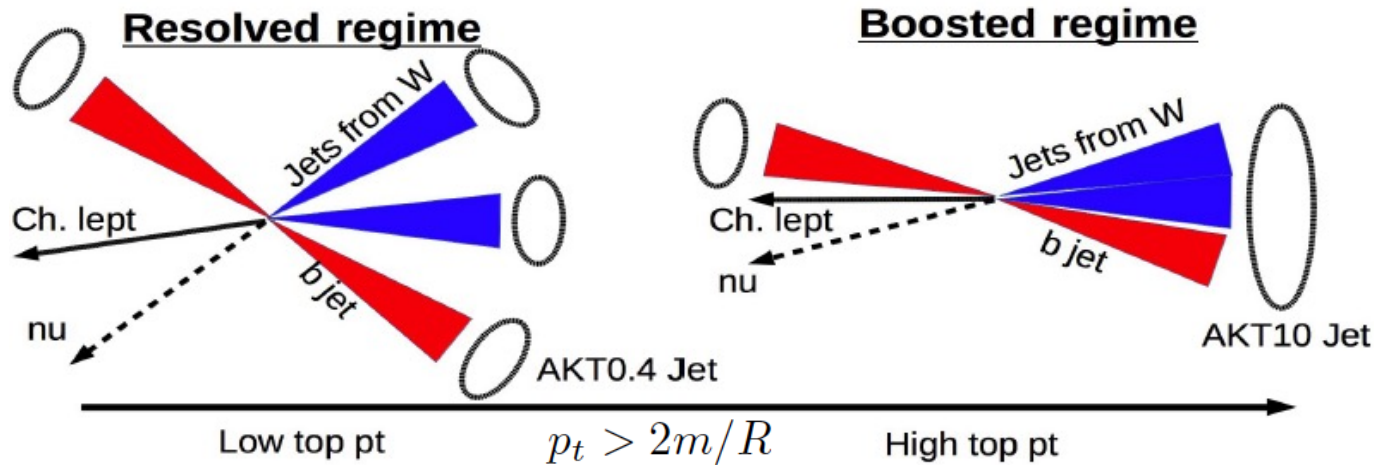 Resolved regime
Jets from W
Ch. lept
nu
b jet
AKT0.4 Jet
Boosted regime
Jets from W
Ch. lept
nu
b jet
AKT10 Jet
Low top pt
p_t > 2m/R
High top pt